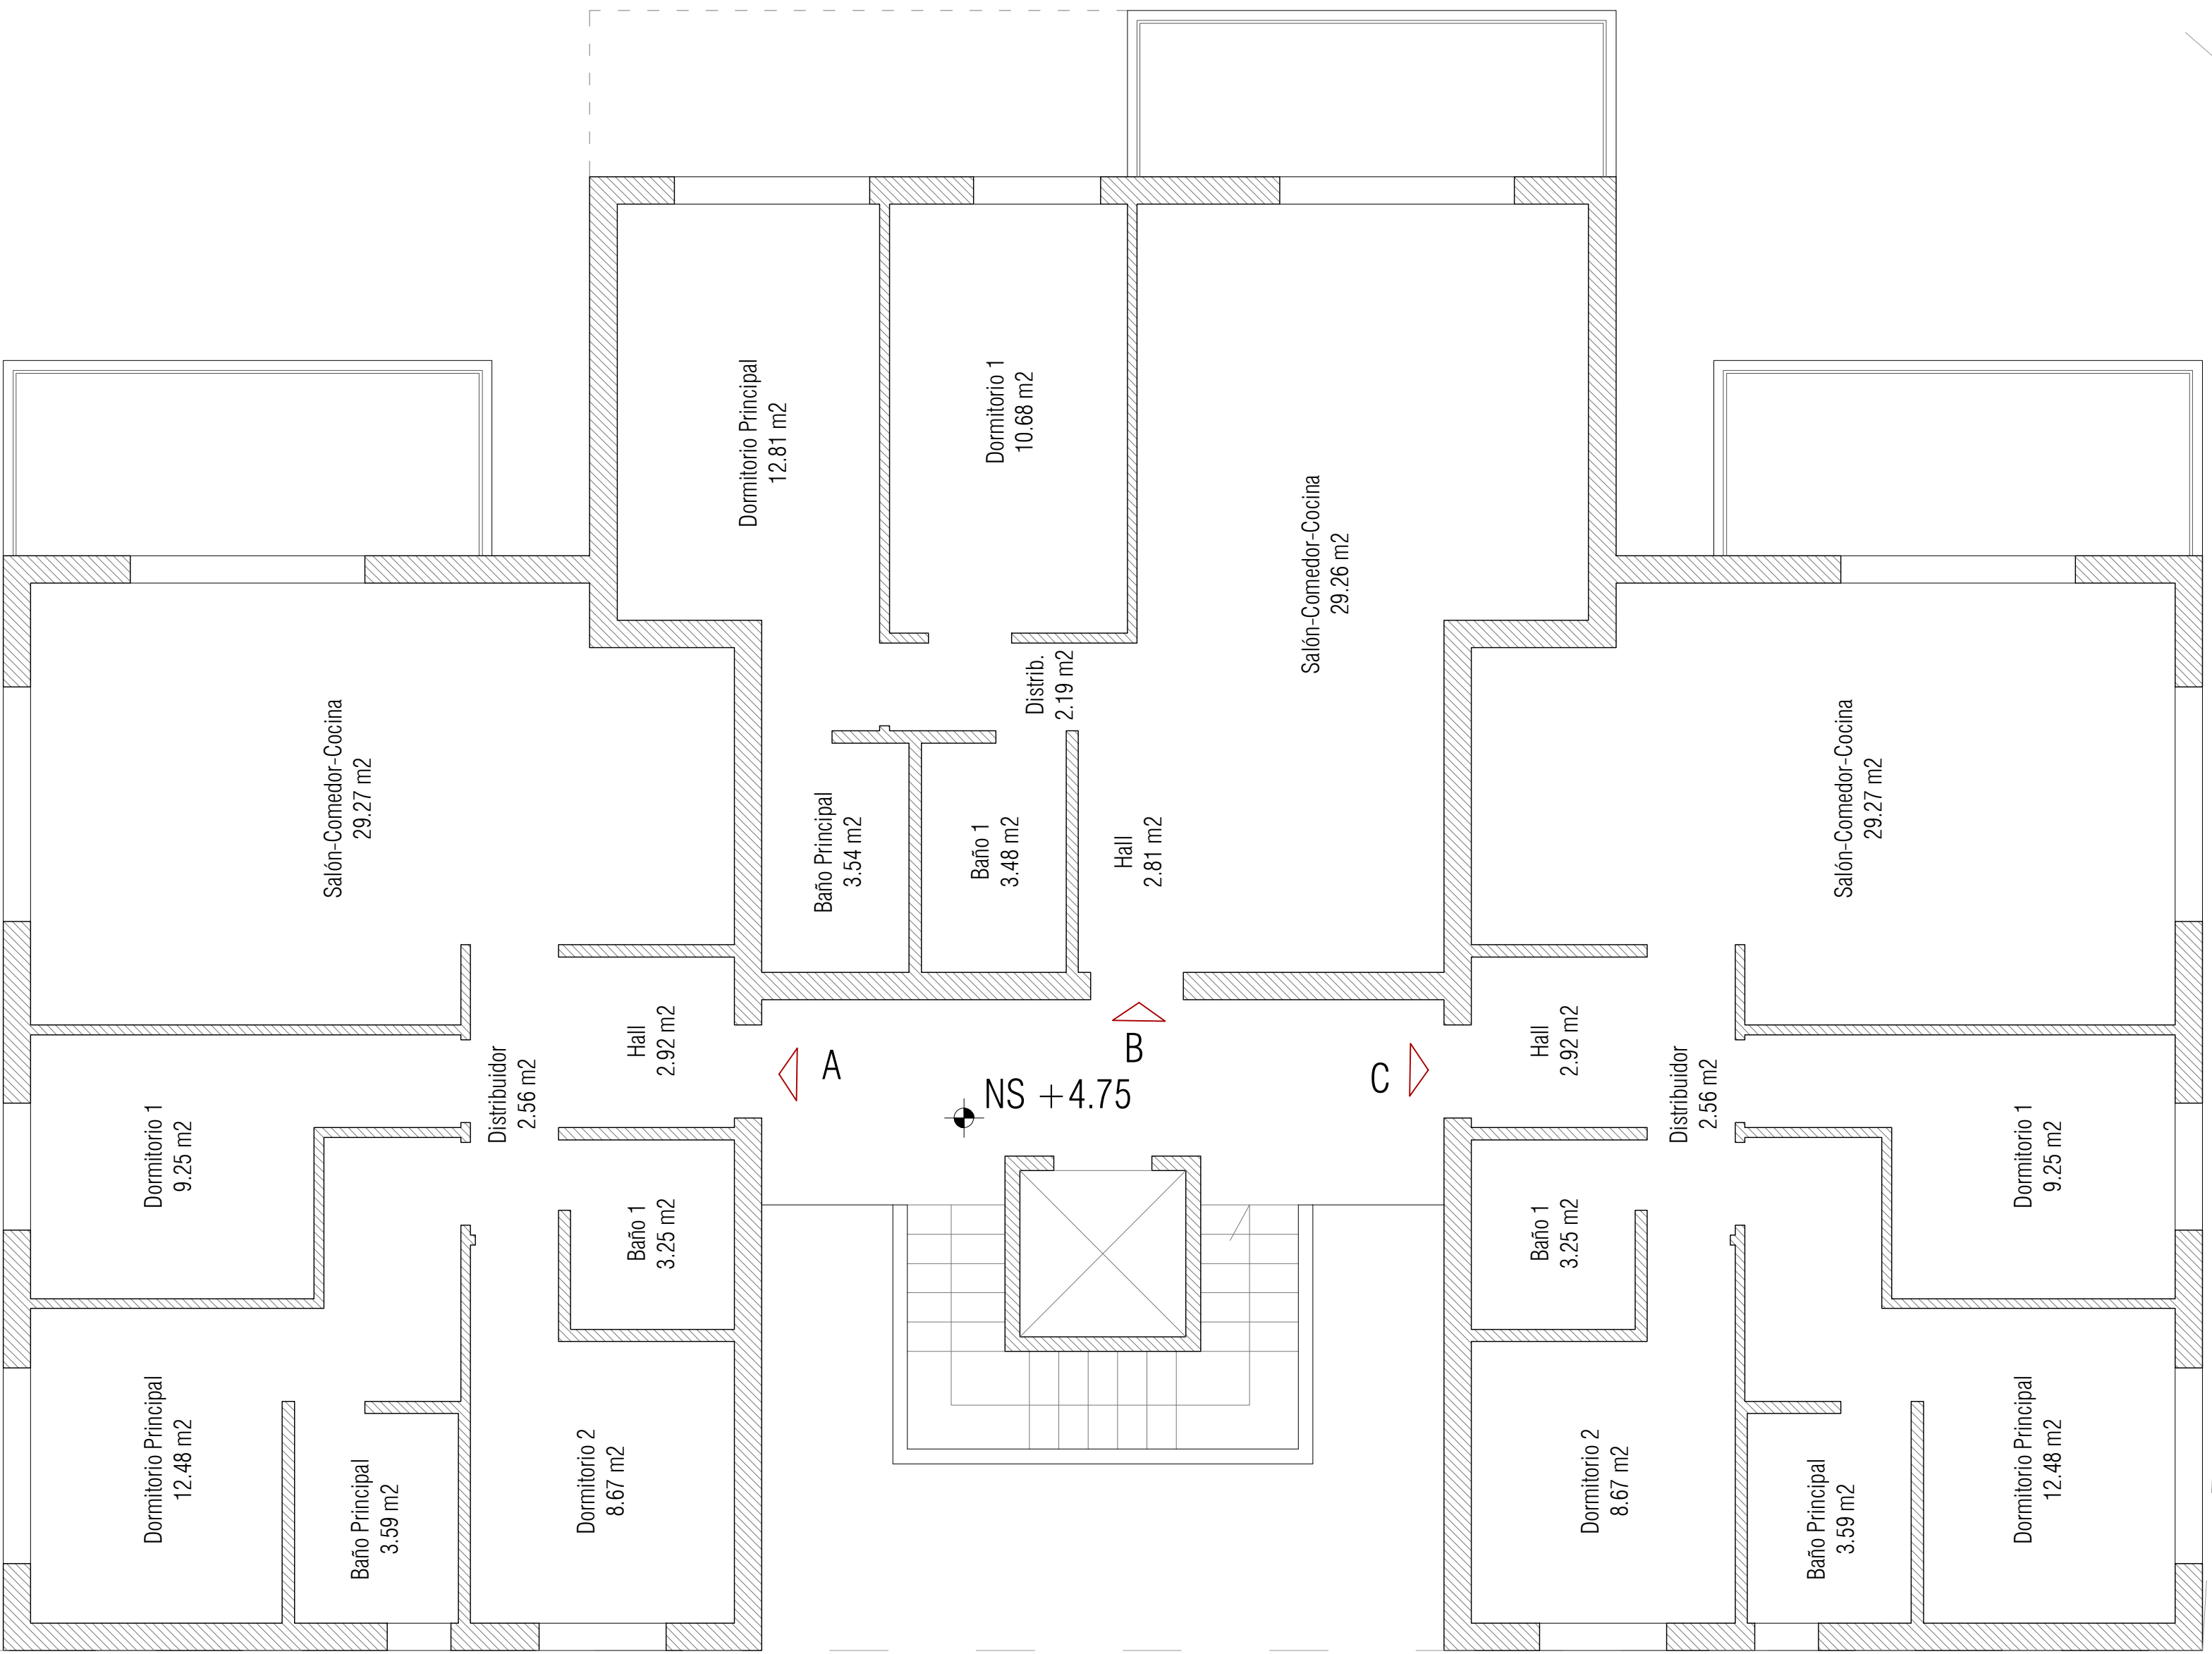 Dormitorio Principal
12.81 m2
Dormitorio 1
10.68 m2
Salón-Comedor-Cocina
29.26 m2
Distrib.
2.19 m2
Baño Principal
3.54 m2
Baño 1
3.48 m2
Hall
2.81 m2
Salón-Comedor-Cocina
29.27 m2
Hall
2.92 m2
Distribuidor
2.56 m2
Dormitorio 1
9.25 m2
Baño 1
3.25 m2
Dormitorio Principal
12.48 m2
Baño Principal
3.59 m2
Dormitorio 2
8.67 m2
A
B
C
NS +4.75
Salón-Comedor-Cocina
29.27 m2
Hall
2.92 m2
Distribuidor
2.56 m2
Dormitorio 1
9.25 m2
Baño 1
3.25 m2
Dormitorio 2
8.67 m2
Baño Principal
3.59 m2
Dormitorio Principal
12.48 m2